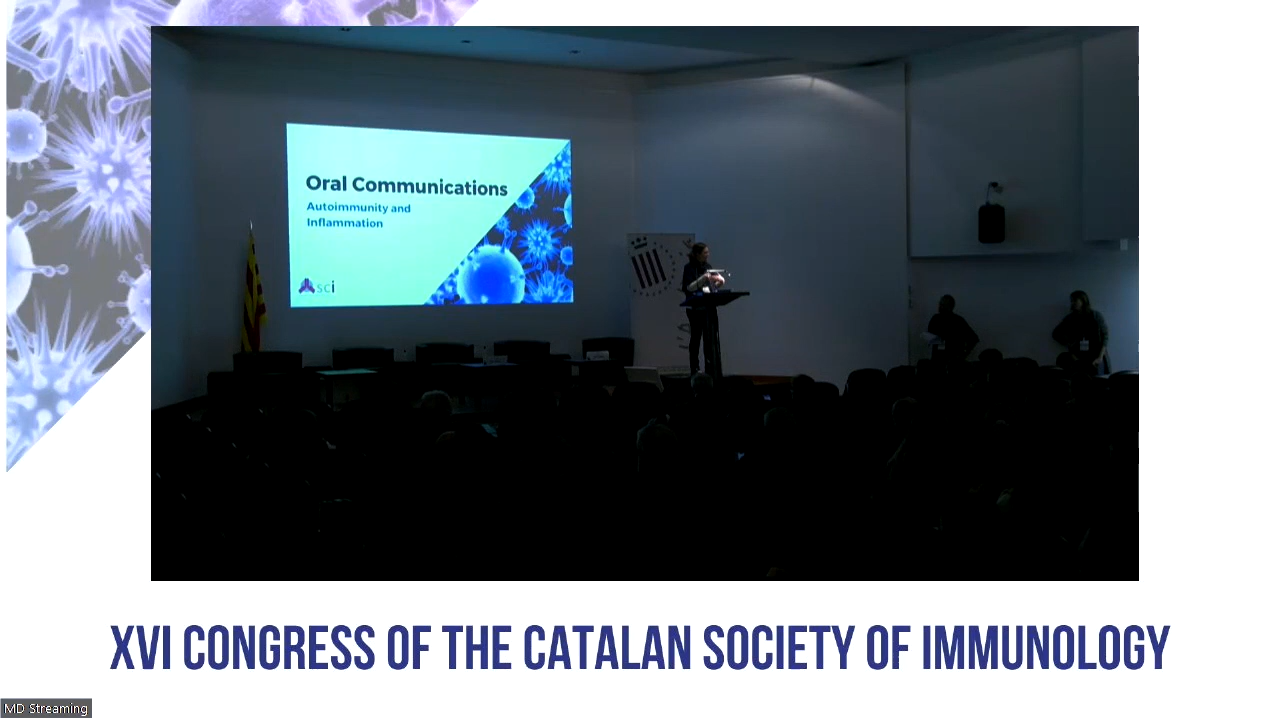 Oral Communications
Autoimmunity and
Inflammation
sci
XVI CONGRESS OF THE CATALAN SOCIETY OF IMMUNOLOGY
MD Streaming